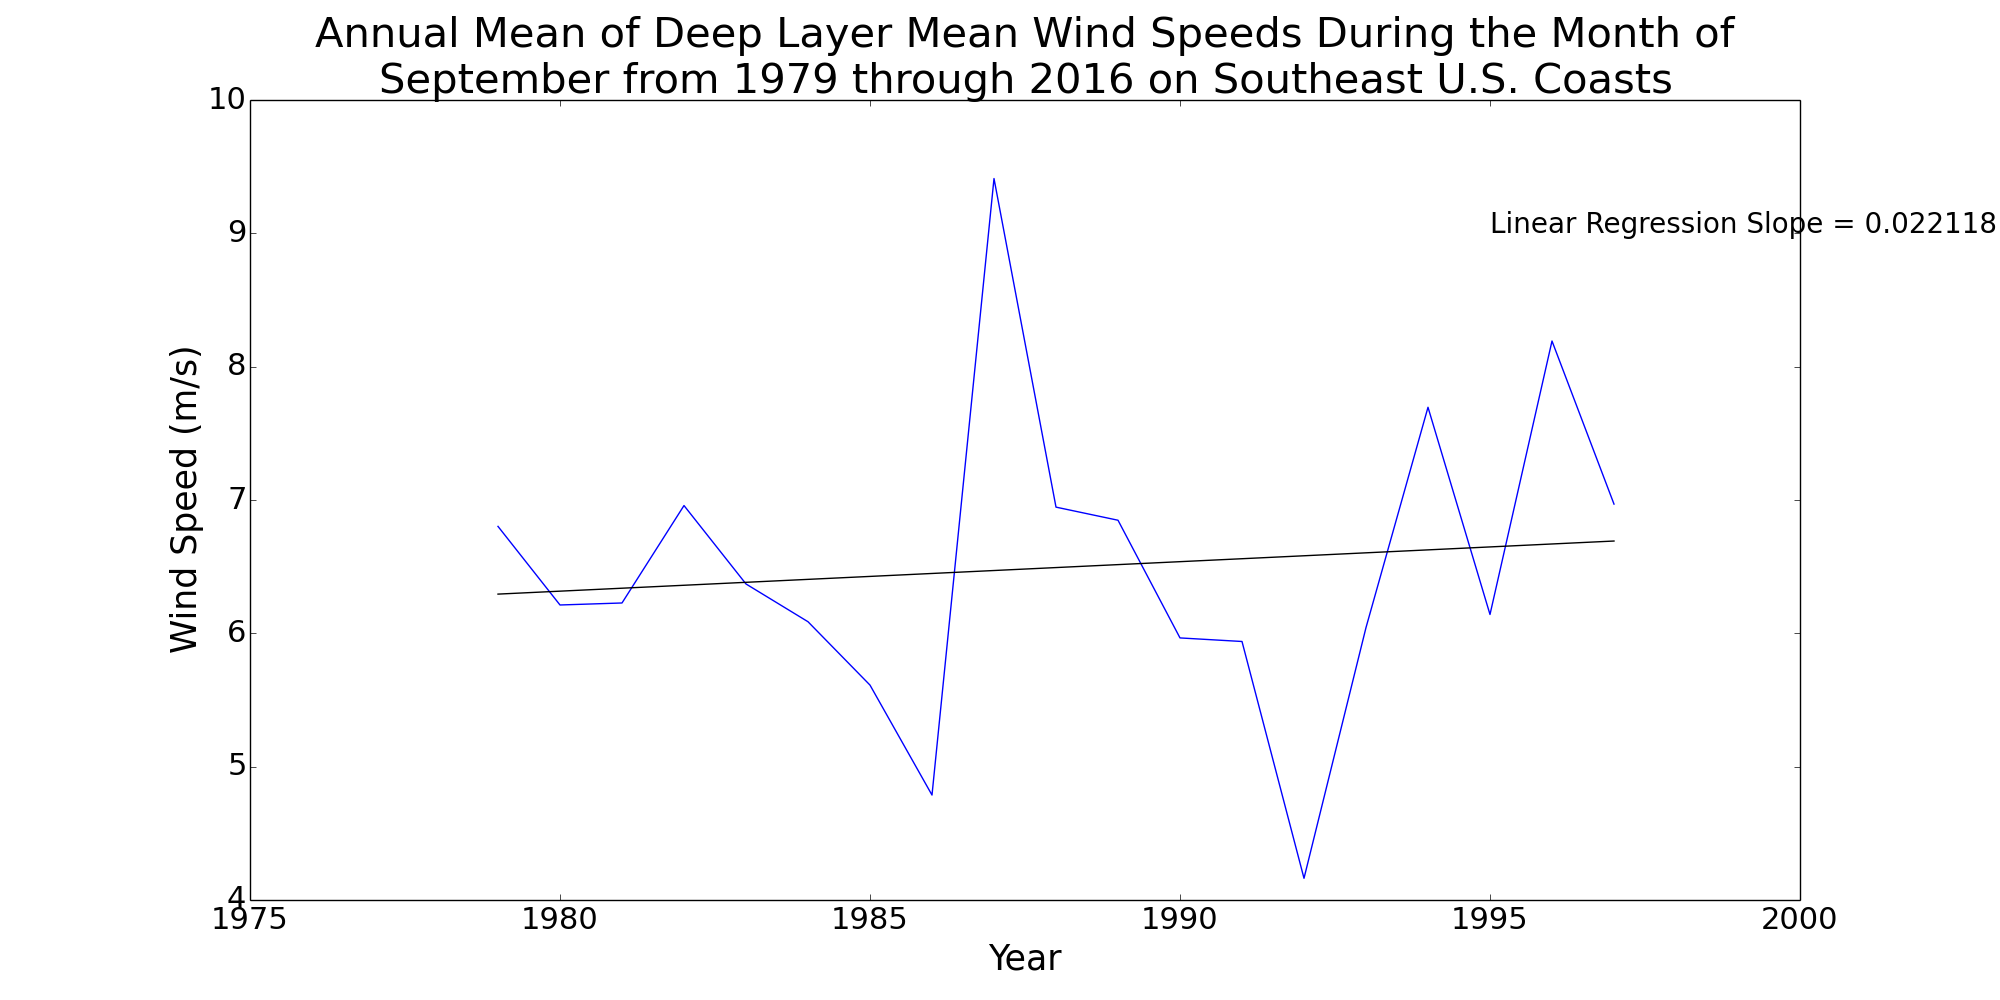 Annual Mean of Deep Layer Mean Wind Speeds During the Month of
September from 1979 through 2016 on Southeast U.S. Coasts
10
9
8
7
6
5
4
Wind Speed (m/s)
Linear Regression Slope = 0.022118
1975 1980 1985 1990 1995 2000
Year